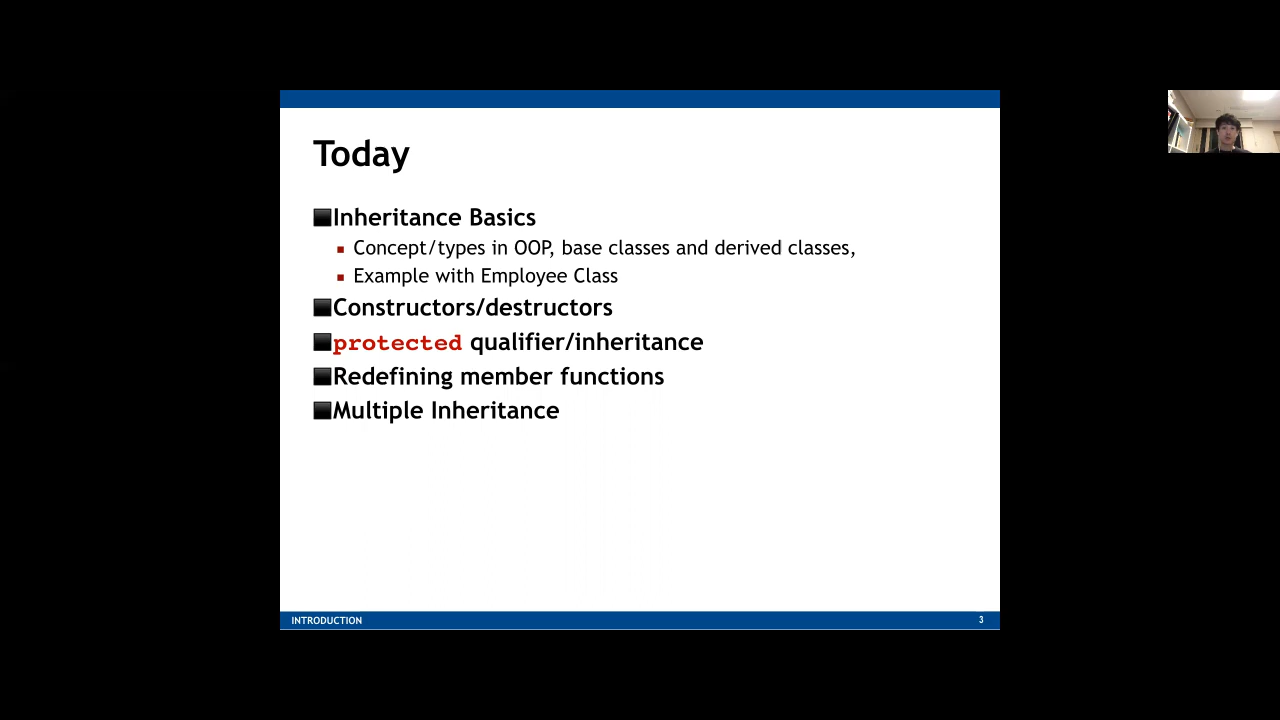 Today
Inheritance Basics
Concept/types in OOP, base classes and derived classes,
Example with Employee Class
Constructors/destructors
protected qualifier/inheritance
Redefining member functions
Multiple Inheritance
INTRODUCTION
3